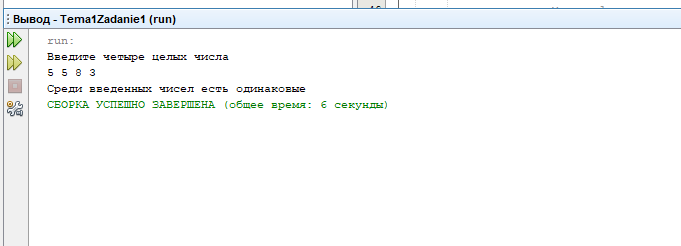 Вывод - Tema1Zadanie1 (run)
run:
Введите четыре целых числа
5 5 8 3
Среди введенных чисел есть одинаковые
СБОРКА УСПЕШНО ЗАВЕРШЕНА (общее время: 6 секунды)